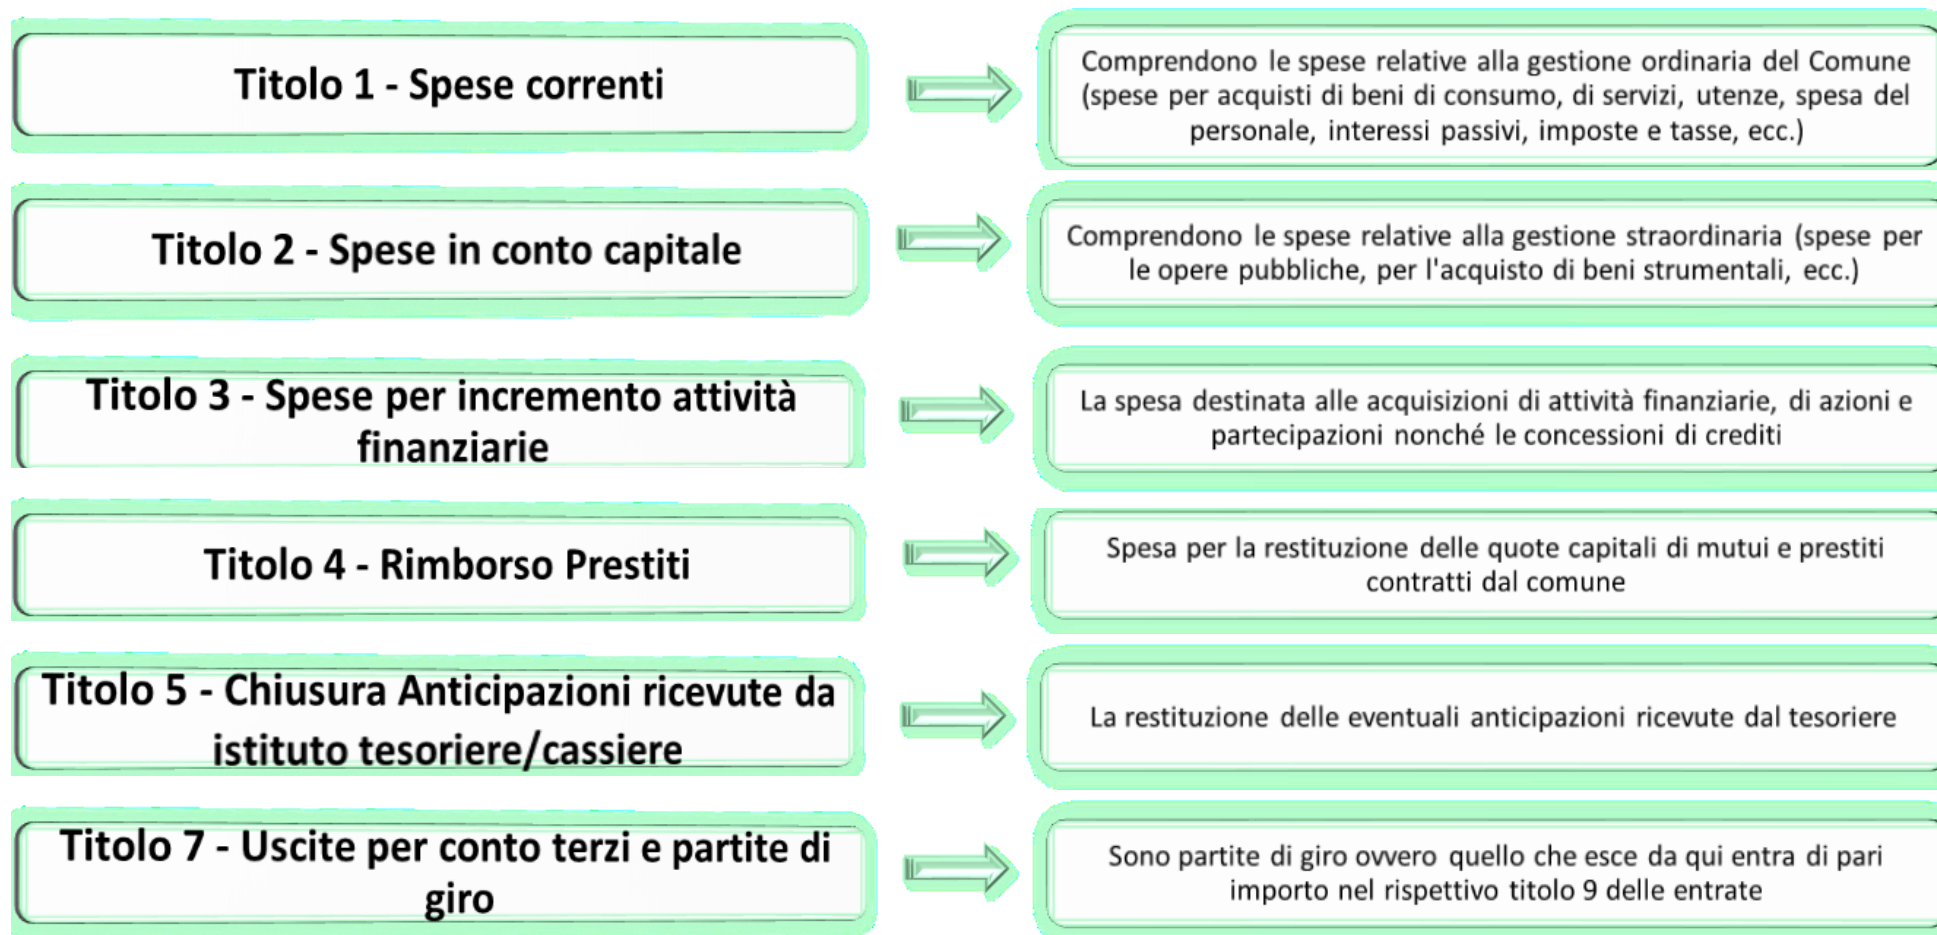 Titolo 1 - Spese correnti
Comprendono le spese relative alla gestione ordinaria del Comune
(spese per acquisti di beni di consumo, di servizi, utenze, spesa del
personale, interessi passivi, imposte e tasse, ecc.)
Titolo 2 - Spese in conto capitale
Comprendono le spese relative alla gestione straordinaria (spese per
le opere pubbliche, per l'acquisto di beni strumentali, ecc.)
Titolo 3 - Spese per incremento attività
finanziarie
La spesa destinata alle acquisizioni di attività finanziarie, di azioni e
partecipazioni nonché le concessioni di crediti
Titolo 4 - Rimborso Prestiti
Spesa per la restituzione delle quote capitali di mutui e prestiti
contratti dal comune
Titolo 5 - Chiusura Anticipazioni ricevute da
istituto tesoriere/cassiere
La restituzione delle eventuali anticipazioni ricevute dal tesoriere
Titolo 7 - Uscite per conto terzi e partite di
giro
Sono partite di giro ovvero quello che esce da qui entra di pari
importo nel rispettivo titolo 9 delle entrate